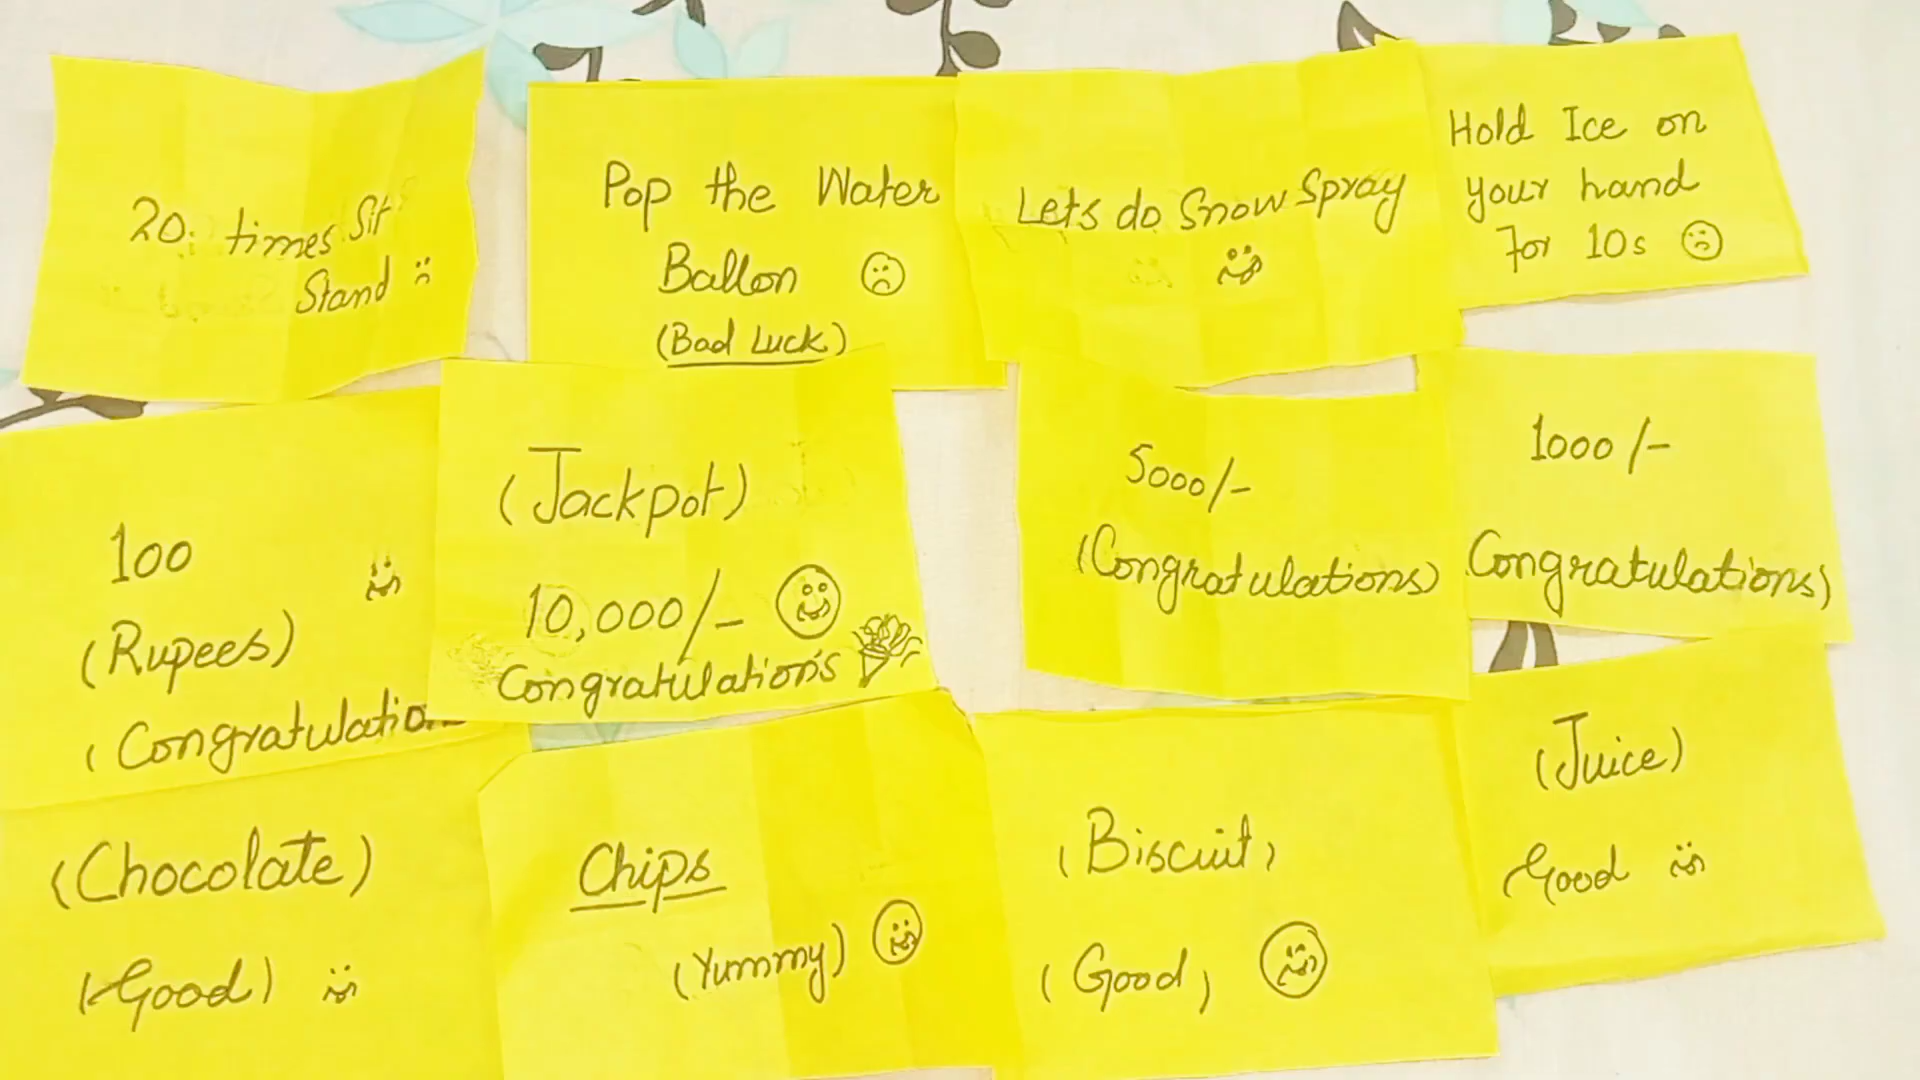 20 times Sit
Stand
Pop the Water
Ballon
(Bad Luck)
Lets do Snow Spray
Hold Ice on
your hand
For 10s
100
(Rupees)
(Congratulation
(Jackpot)
10,000/-
Congratulations
5000/-
(Congratulations)
1000/-
Congratulations)
(Chocolate)
(Good)
Chips
(Yummy)
(Biscuit)
(Good)
(Juice)
(Good